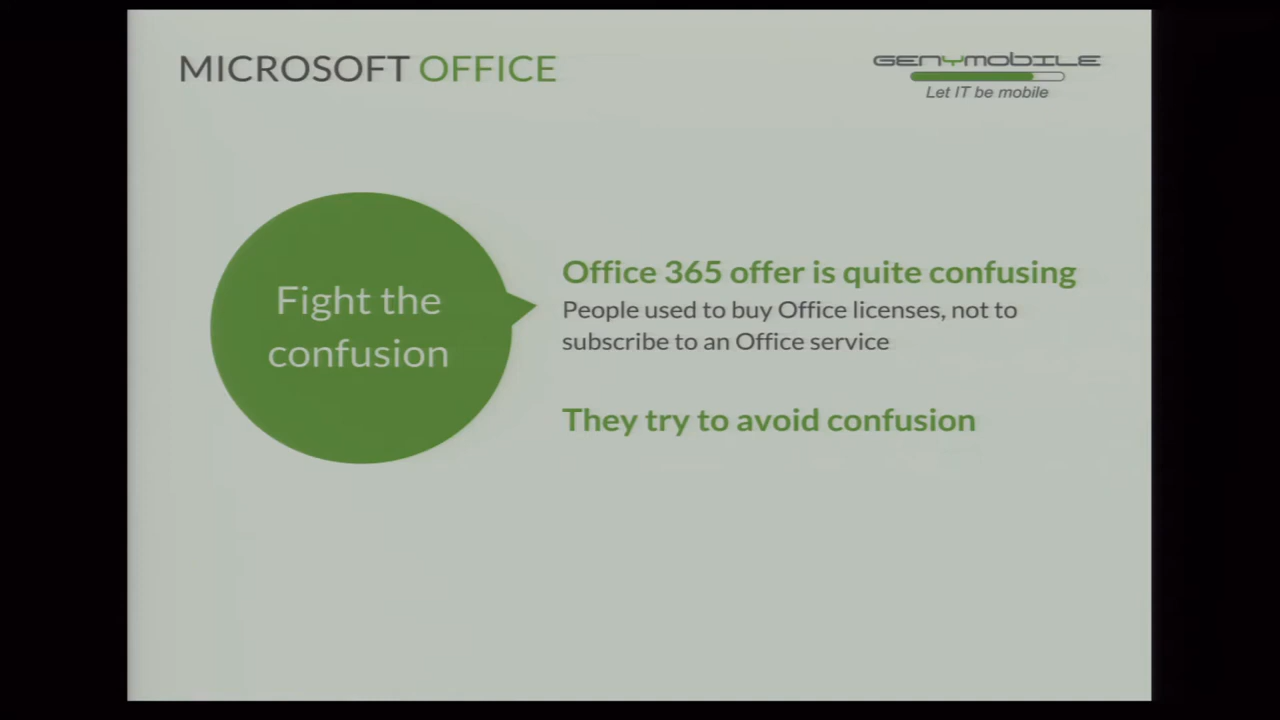 MICROSOFT OFFICE
GENYMOBILE
Let IT be mobile
Fight the
confusion
Office 365 offer is quite confusing
People used to buy Office licenses, not to
subscribe to an Office service
They try to avoid confusion